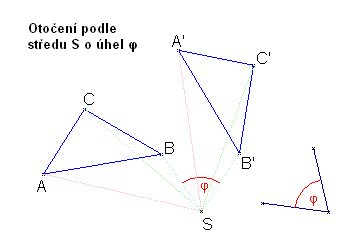 Otočení podle
středu S o úhel φ
A'
C'
C
B
B'
A
φ
φ
S